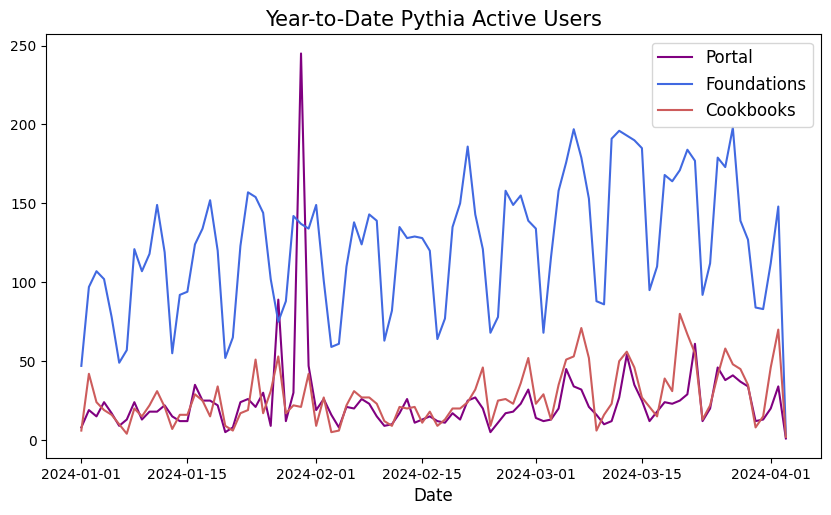 Year-to-Date Pythia Active Users
250
200
150
100
50
0
Portal
Foundations
Cookbooks
2024-01-01
2024-01-15
2024-02-01
2024-02-15
2024-03-01
2024-03-15
2024-04-01
Date